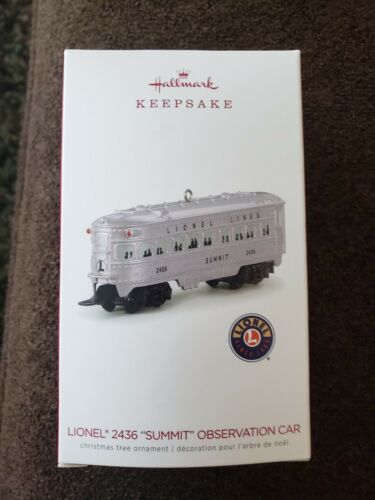 Hallmark
KEEPSAKE
LIONEL LINES
2436 SUMMIT 2436
L
LIONEL
L
LIONEL® 2436 "SUMMIT" OBSERVATION CAR
christmas tree ornament | décoration pour l'arbre de noël